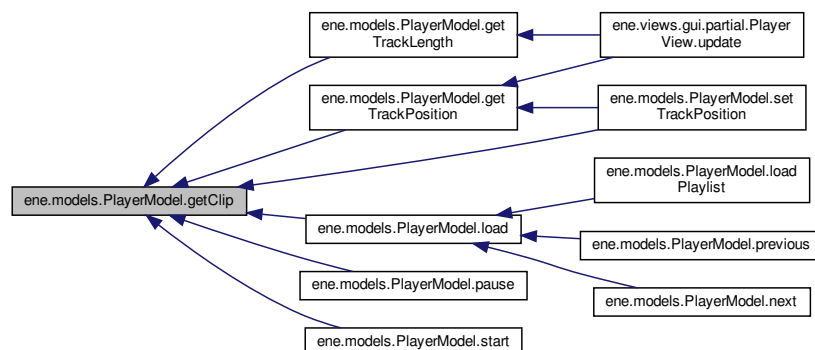 ene.models.PlayerModel.get
TrackLength
ene.views.gui.partial.Player
View.update
ene.models.PlayerModel.get
TrackPosition
ene.models.PlayerModel.set
TrackPosition
ene.models.PlayerModel.getClip
ene.models.PlayerModel.load
ene.models.PlayerModel.load
Playlist
ene.models.PlayerModel.previous
ene.models.PlayerModel.next
ene.models.PlayerModel.pause
ene.models.PlayerModel.start